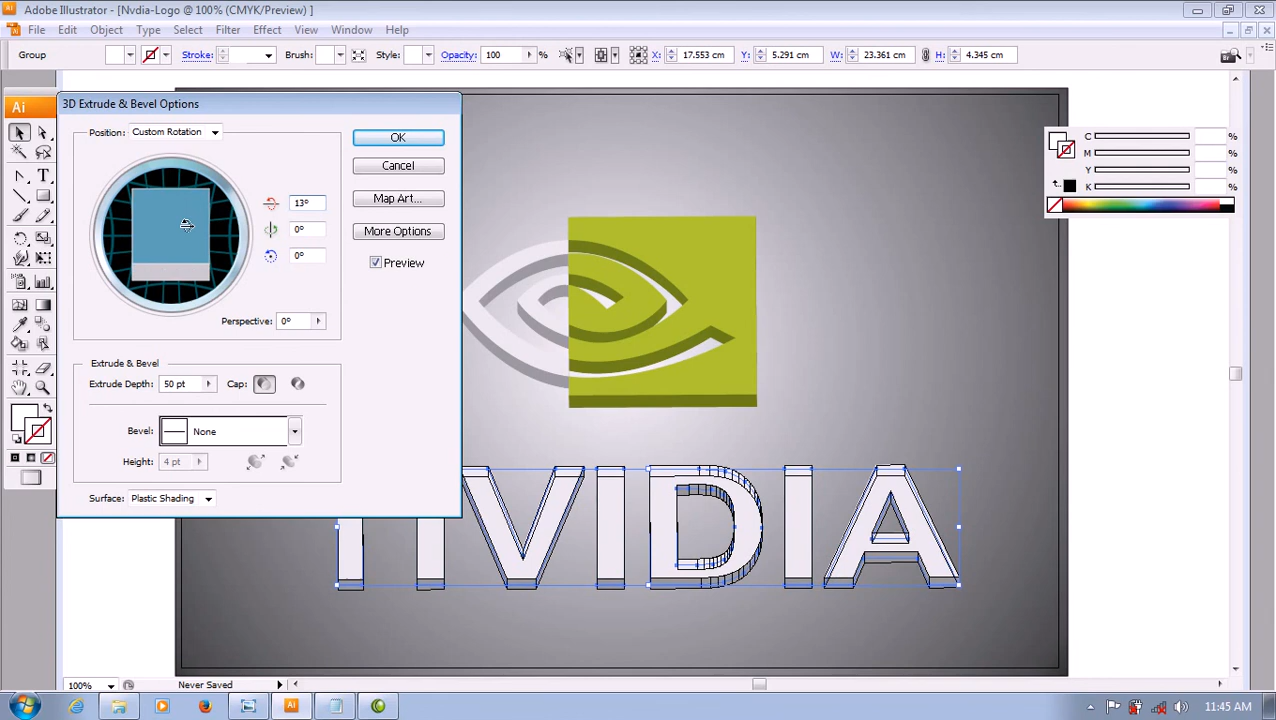 Adobe Illustrator - [Nvdia-Logo @ 100% (CMYK/Preview) ]
File Edit Object Type Select Filter Effect View Window Help
Group Stroke: Brush: Style: Opacity: 100 % X: 17.553 cm Y: 5.291 cm W: 23.361 cm H: 4.345 cm
Ai
3D Extrude & Bevel Options
Position: Custom Rotation
OK
Cancel
Map Art...
More Options
Preview
13°
0°
0°
Perspective: 0°
Extrude & Bevel
Extrude Depth: 50 pt Cap:
Bevel: None
Height: 4 pt
Surface: Plastic Shading
C %
M %
Y %
K %
VIDIA
100% Never Saved
Ai 11:45 AM